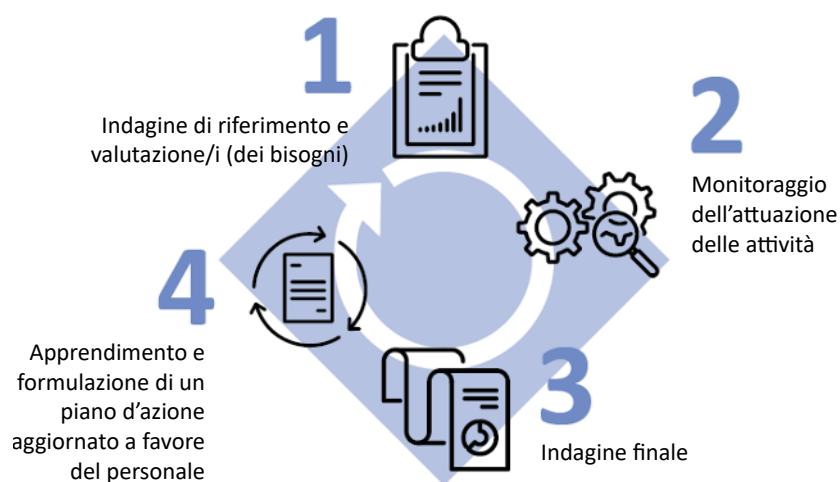 1
Indagine di riferimento e
valutazione/i (dei bisogni)
2
Monitoraggio
dell’attuazione
delle attività
3
Indagine finale
4
Apprendimento e
formulazione di un
piano d’azione
aggiornato a favore
del personale